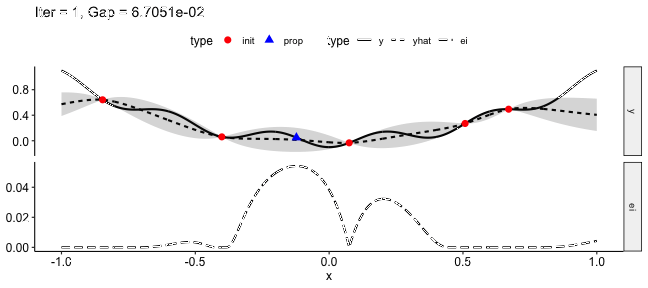 Iter = 1, Gap = 6.7051e-02
type init prop type y yhat ei
0.8
0.4
0.0
y
0.04
0.02
0.00
ei
-1.0 -0.5 0.0 0.5 1.0
x